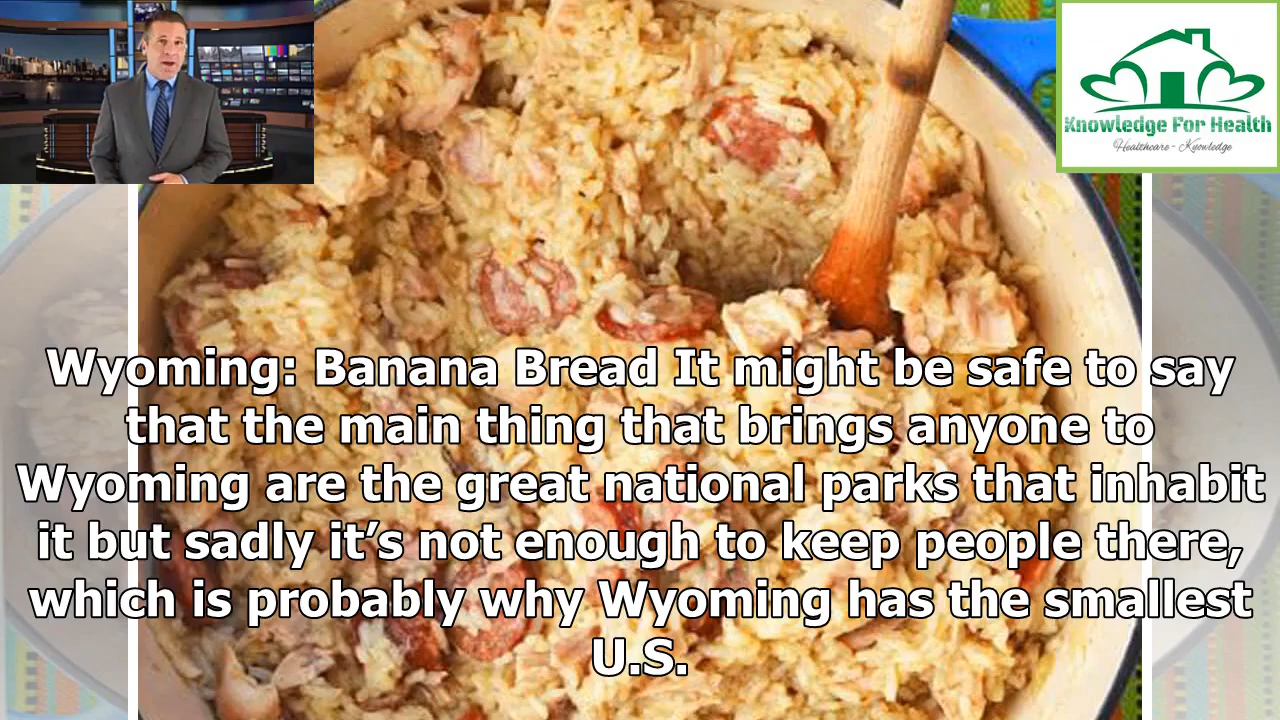 Knowledge For Health
Healthcare - Knowledge
Wyoming: Banana Bread It might be safe to say
that the main thing that brings anyone to
Wyoming are the great national parks that inhabit
it but sadly it’s not enough to keep people there,
which is probably why Wyoming has the smallest
U.S.